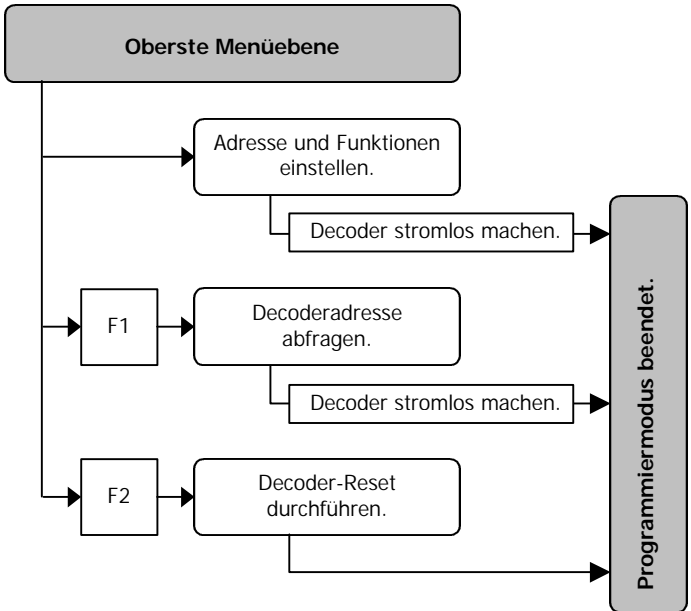 Oberste Menüebene
Adresse und Funktionen
einstellen.
Decoder stromlos machen.
F1
Decoderadresse
abfragen.
Decoder stromlos machen.
F2
Decoder-Reset
durchführen.
Programmiermodus beendet.